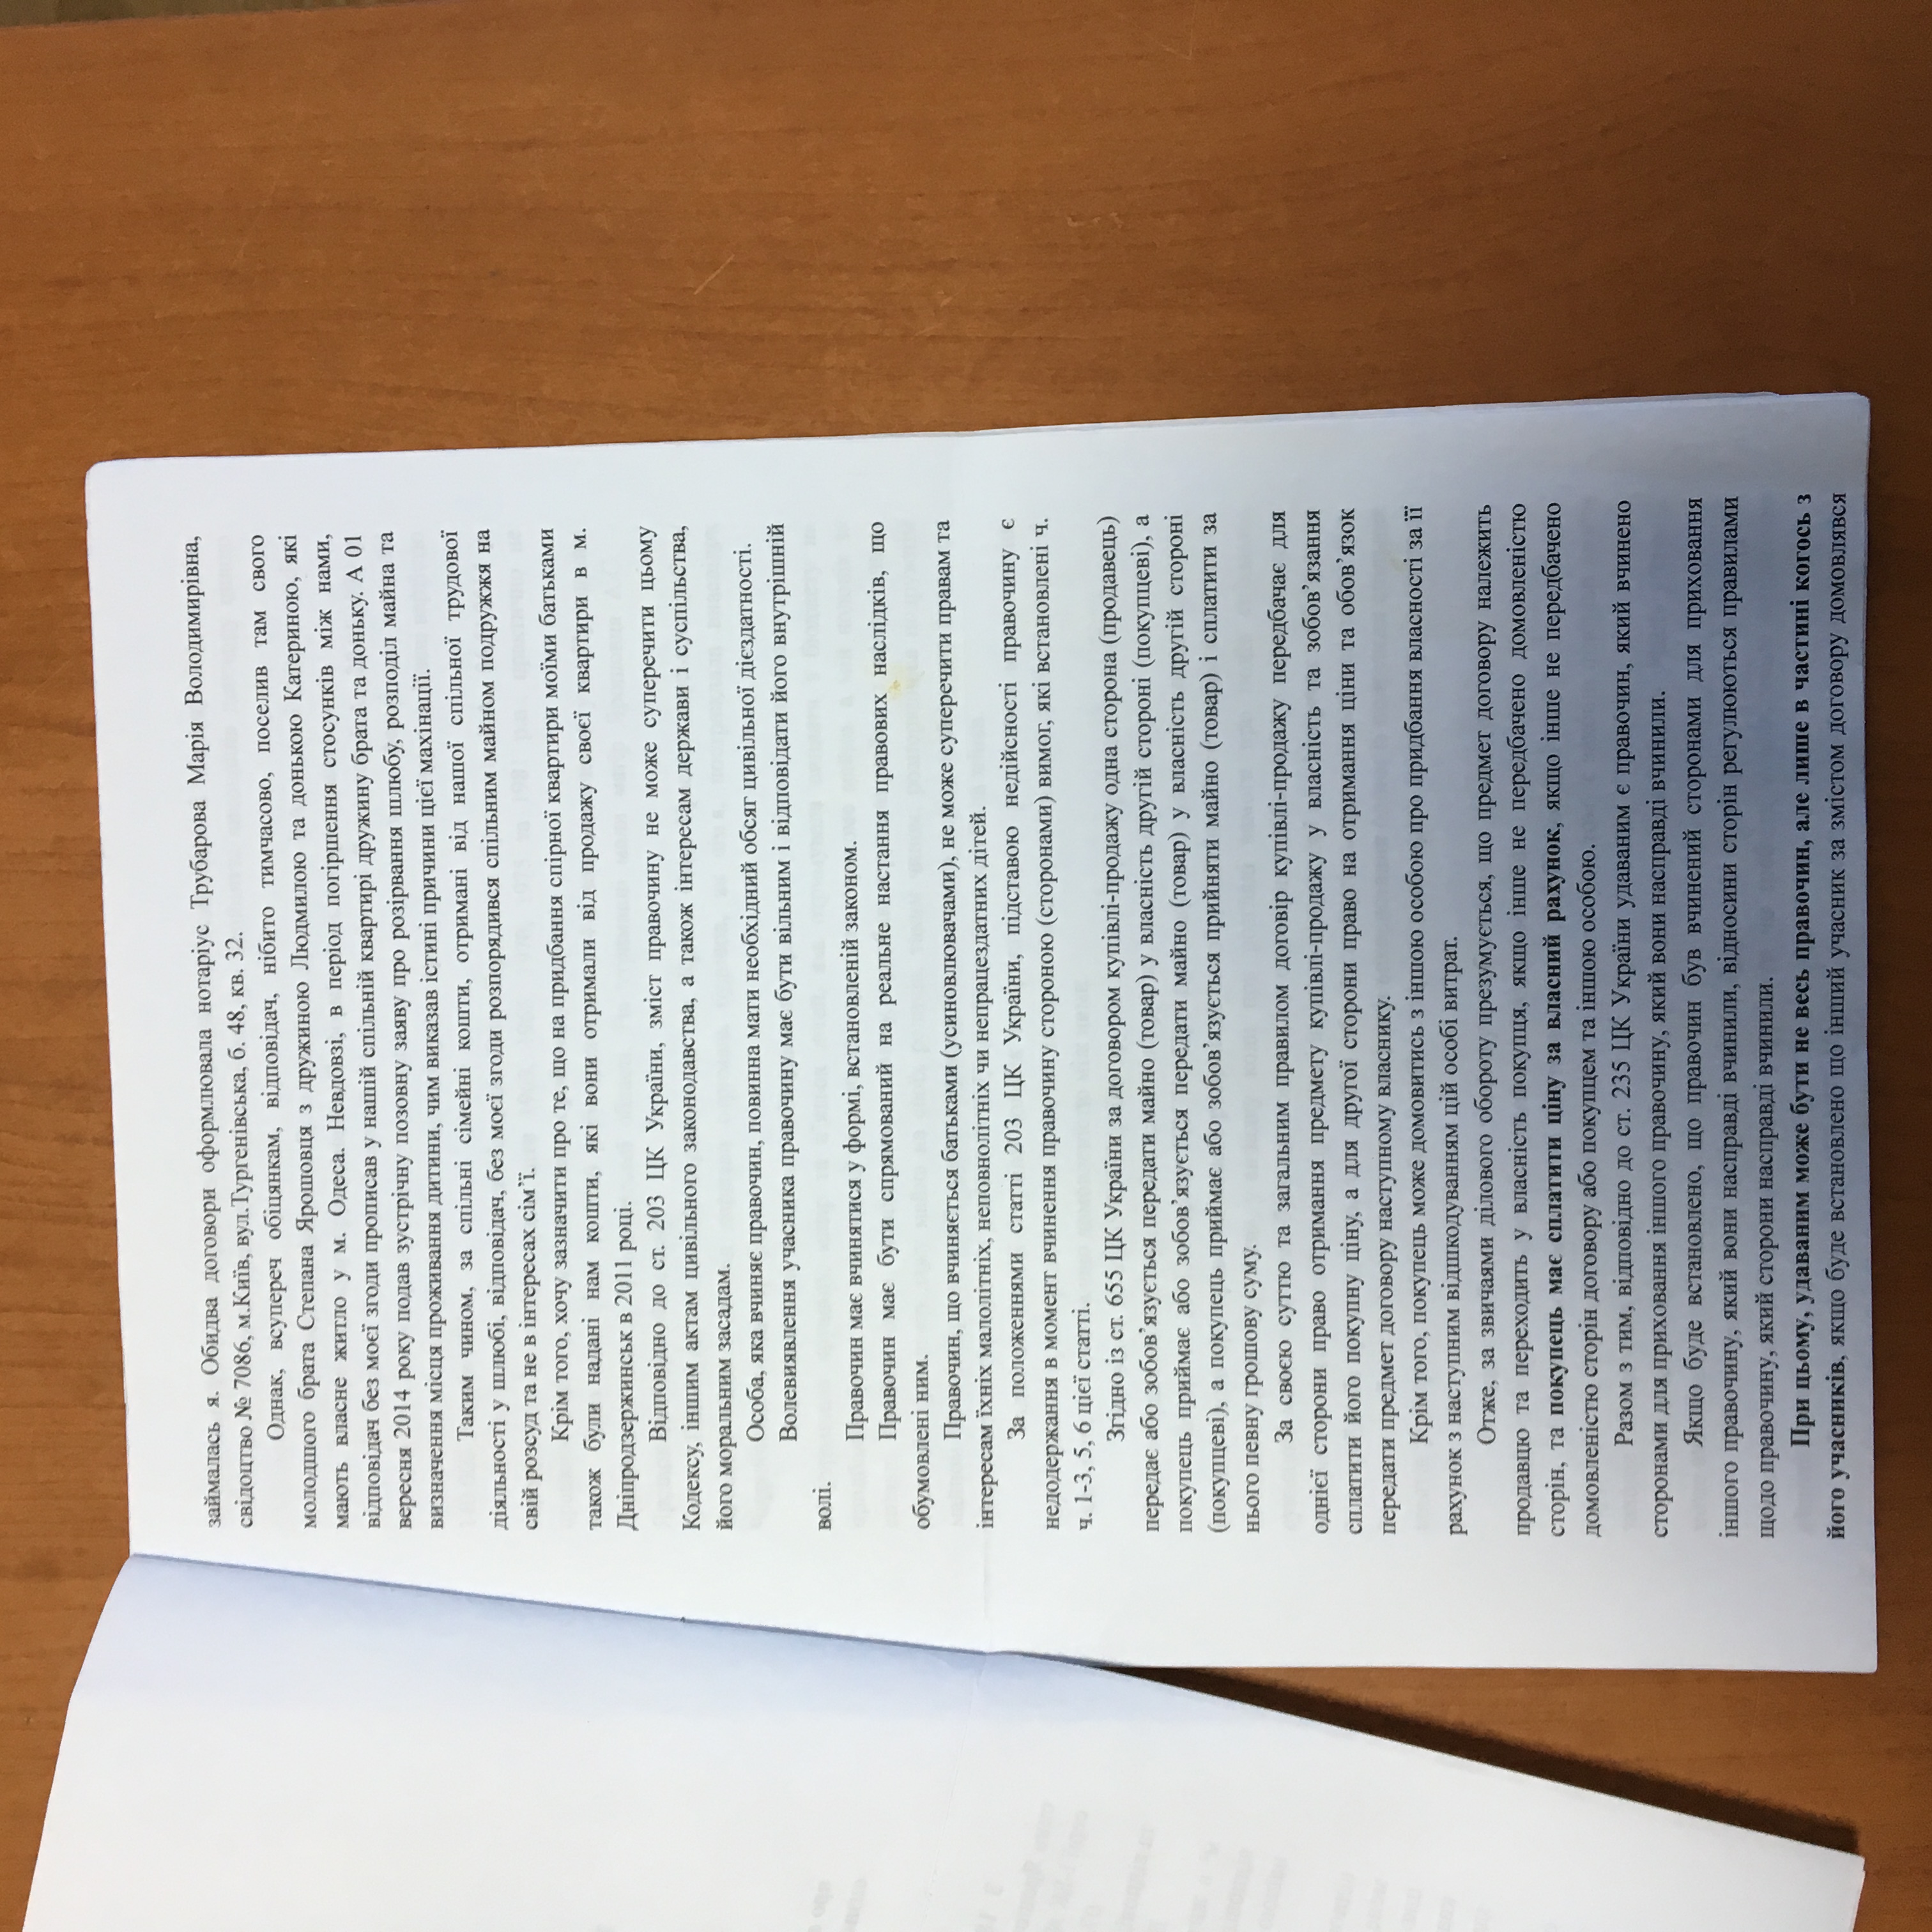 займалась я. Обидва договори оформлювала нотаріус Трубарова Марія Володимирівна,
свідоцтво № 7086, м.Київ, вул.Тургенівська, б. 48, кв. 32.
Однак, всупереч обіцянкам, відповідач, нібито тимчасово, поселив там свого
молодшого брата Степана Ярошовця з дружиною Людмилою та донькою Катериною, які
мають власне житло у м. Одеса. Невдовзі, в період погіршення стосунків між нами,
відповідач без моєї згоди прописав у нашій спільній квартирі дружину брата та доньку. А 01
вересня 2014 року подав зустрічну позовну заяву про розірвання шлюбу, розподіл майна та
визначення місця проживання дитини, чим виказав істині причини цієї махінації.
Таким чином, за спільні сімейні кошти, отримані від нашої спільної трудової
діяльності у шлюбі, відповідач, без моєї згоди розпорядився спільним майном подружжя на
свій розсуд та не в інтересах сім’ї.
Крім того, хочу зазначити про те, що на придбання спірної квартири моїми батьками
також були надані нам кошти, які вони отримали від продажу своєї квартири в м.
Дніпродзержинськ в 2011 році.
Відповідно до ст. 203 ЦК України, зміст правочину не може суперечити цьому
Кодексу, іншим актам цивільного законодавства, а також інтересам держави і суспільства,
його моральним засадам.
Особа, яка вчиняє правочин, повинна мати необхідний обсяг цивільної дієздатності.
Волевиявлення учасника правочину має бути вільним і відповідати його внутрішній
волі.
Правочин має вчинятися у формі, встановленій законом.
Правочин має бути спрямований на реальне настання правових наслідків, що
обумовлені ним.
Правочин, що вчиняється батьками (усиновлювачами), не може суперечити правам та
інтересам їхніх малолітніх, неповнолітніх чи непрацездатних дітей.
За положеннями статті 203 ЦК України, підставою недійсності правочину є
недодержання в момент вчинення правочину стороною (сторонами) вимог, які встановлені ч.
ч. 1-3, 5, 6 цієї статті.
Згідно із ст. 655 ЦК України за договором купівлі-продажу одна сторона (продавець)
передає або зобов’язується передати майно (товар) у власність другій стороні (покупцеві), а
покупець приймає або зобов’язується передати майно (товар) у власність другій стороні
(покупцеві), а покупець приймає або зобов’язується прийняти майно (товар) і сплатити за
нього певну грошову суму.
За своєю суттю та загальним правилом договір купівлі-продажу передбачає для
однієї сторони право отримання предмету купівлі-продажу у власність та зобов’язання
сплатити його покупну ціну, а для другої сторони право на отримання ціни та обов’язок
передати предмет договору наступному власнику.
Крім того, покупець може домовитись з іншою особою про придбання власності за її
рахунок з наступним відшкодуванням цій особі витрат.
Отже, за звичаями ділового обороту презумується, що предмет договору належить
продавцю та переходить у власність покупця, якщо інше не передбачено домовленістю
сторін, та покупець має сплатити ціну за власний рахунок, якщо інше не передбачено
домовленістю сторін договору або покупцем та іншою особою.
Разом з тим, відповідно до ст. 235 ЦК України удаваним є правочин, який вчинено
сторонами для приховання іншого правочину, який вони насправді вчинили.
Якщо буде встановлено, що правочин був вчинений сторонами для приховання
іншого правочину, який вони насправді вчинили, відносини сторін регулюються правилами
щодо правочину, який сторони насправді вчинили.
При цьому, удаваним може бути не весь правочин, але лише в частині когось з
його учасників, якщо буде встановлено що інший учасник за змістом договору домовлявся